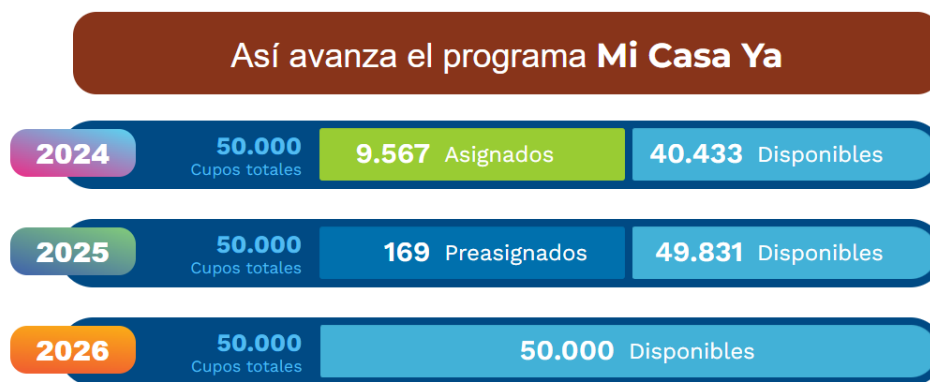 Así avanza el programa Mi Casa Ya
2024
50.000
Cupos totales
9.567 Asignados
40.433 Disponibles
2025
50.000
Cupos totales
169 Preasignados
49.831 Disponibles
2026
50.000
Cupos totales
50.000 Disponibles